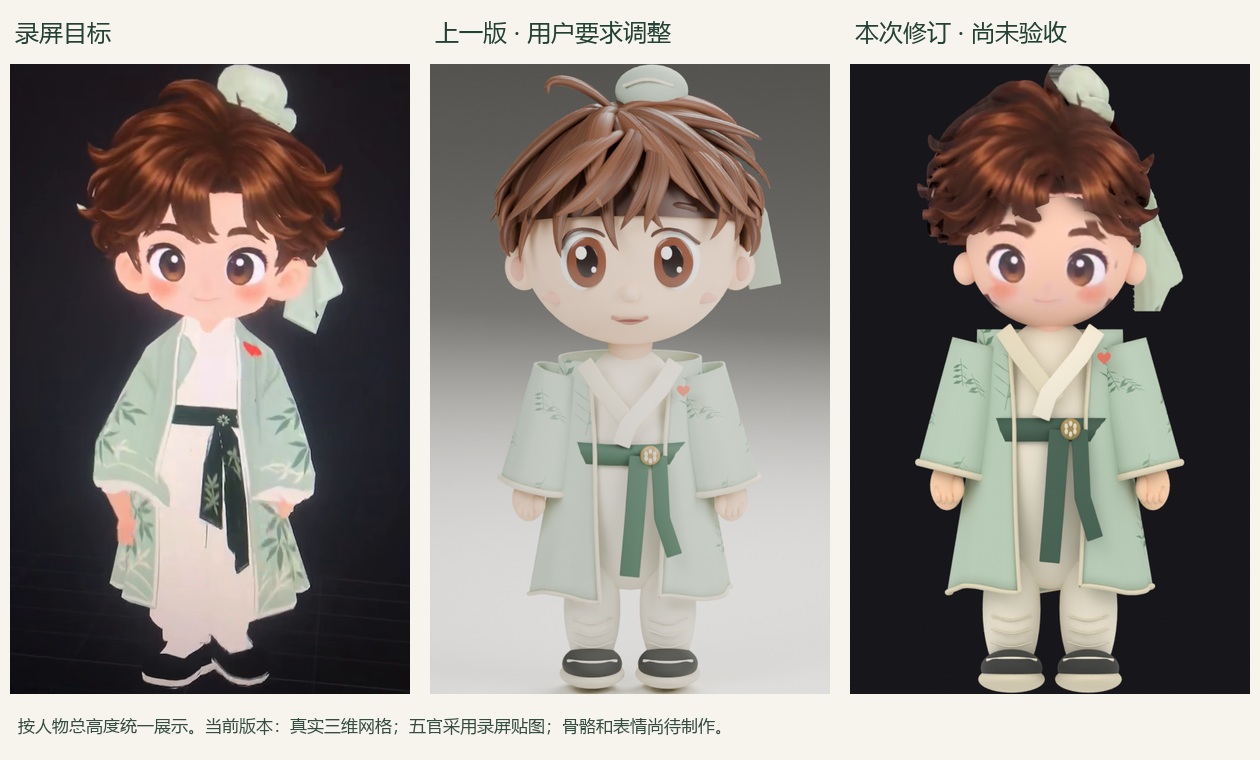 录屏目标
上一版 · 用户要求调整
本次修订 · 尚未验收
按人物总高度统一展示。当前版本：真实三维网格；五官采用录屏贴图；骨骼和表情尚待制作。